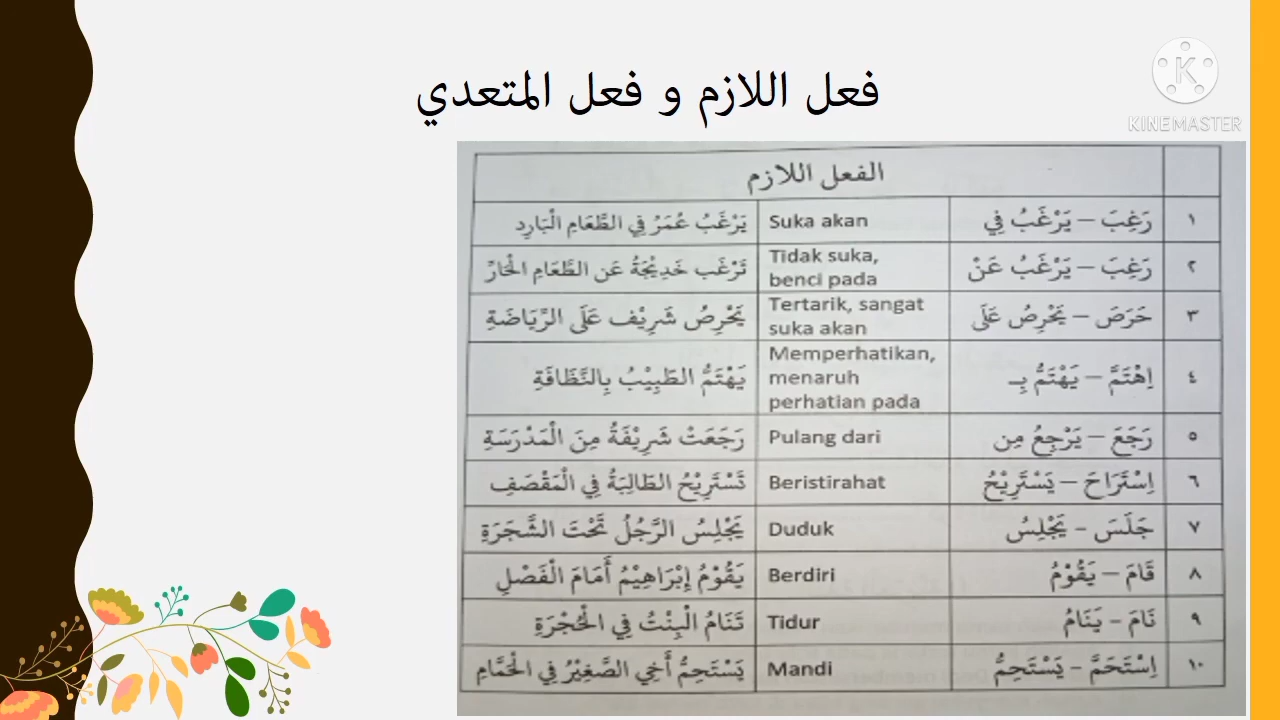 فعل اللازم و فعل المتعدي
KINEMASTER
الفعل اللازم
١ رَغِبَ – يَرْغَبُ فِي Suka akan يَرْغَبُ عُمَرُ فِي الطَّعَامِ الْبَارِدِ
٢ رَغِبَ – يَرْغَبُ عَنْ Tidak suka, benci pada تَرْغَب خَدِيْجَةُ عَن الطَّعَامِ الْحَارِّ
٣ حَرَصَ – يَحْرِصُ عَلَى Tertarik, sangat suka akan يَحْرِصُ شَرِيْف عَلَى الرِّيَاضَةِ
٤ اِهْتَمَّ – يَهْتَمُّ بِـ Memperhatikan, menaruh perhatian pada يَهْتَمُّ الطَبِيْبُ بِالنَّظَافَةِ
٥ رَجَعَ – يَرْجِعُ مِن Pulang dari رَجَعَتْ شَرِيْفَةُ مِنَ الْمَدْرَسَةِ
٦ اِسْتَرَاحَ – يَسْتَرِيْحُ Beristirahat تَسْتَرِيْحُ الطَالِبَةُ فِي الْمَقْصَفِ
٧ جَلَسَ – يَجْلِسُ Duduk يَجْلِسُ الرَّجُلُ تَحْتَ الشَّجَرَةِ
٨ قَامَ – يَقُوْمُ Berdiri يَقُوْمُ إِبْرَاهِيْمُ أَمَامَ الْفَصْلِ
٩ نَامَ – يَنَامُ Tidur تَنَامُ الْبِنْتُ فِي الْحُجْرَةِ
١٠ اِسْتَحَمَّ – يَسْتَحِمُّ Mandi يَسْتَحِمُّ أَخِي الصَّغِيْرُ فِي الْحَمَّامِ